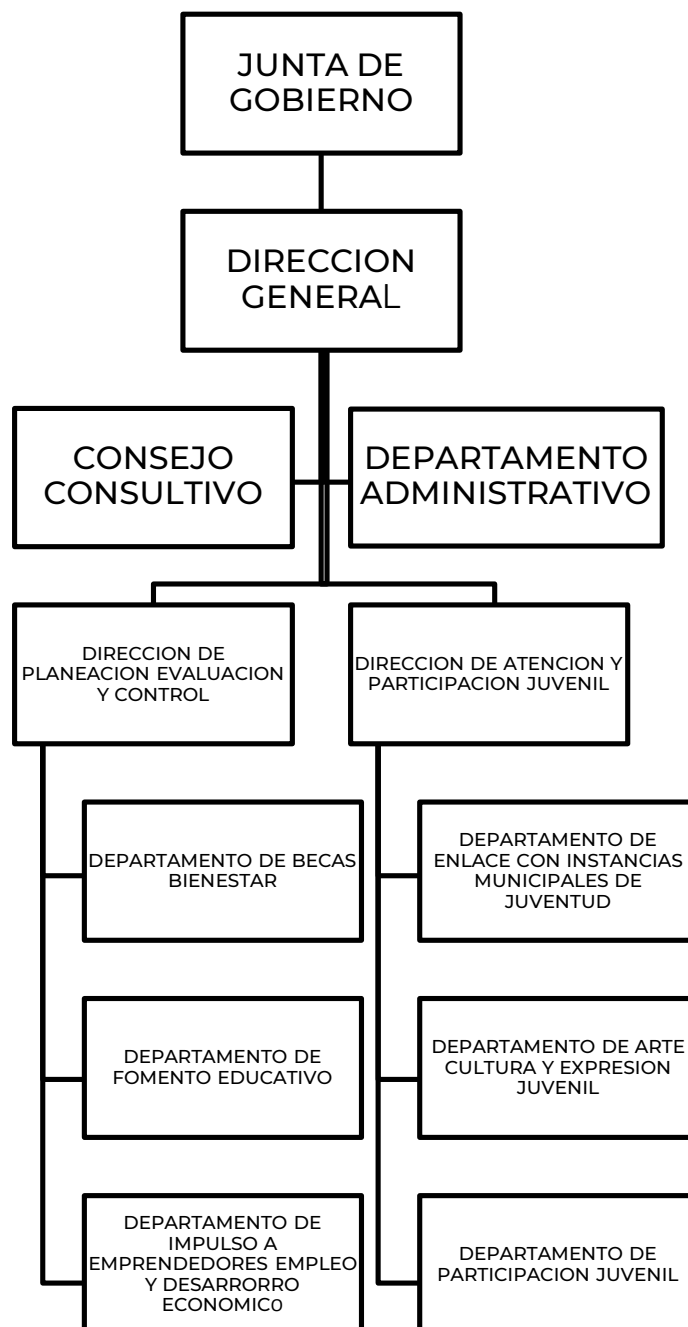 JUNTA DE
GOBIERNO
DIRECCION
GENERAL
CONSEJO
CONSULTIVO
DEPARTAMENTO
ADMINISTRATIVO
DIRECCION DE
PLANEACION EVALUACION
Y CONTROL
DIRECCION DE ATENCION Y
PARTICIPACION JUVENIL
DEPARTAMENTO DE BECAS
BIENESTAR
DEPARTAMENTO DE
ENLACE CON INSTANCIAS
MUNICIPALES DE
JUVENTUD
DEPARTAMENTO DE
FOMENTO EDUCATIVO
DEPARTAMENTO DE ARTE
CULTURA Y EXPRESION
JUVENIL
DEPARTAMENTO DE
IMPULSO A
EMPRENDEDORES EMPLEO
Y DESARRORRO
ECONOMICO
DEPARTAMENTO DE
PARTICIPACION JUVENIL